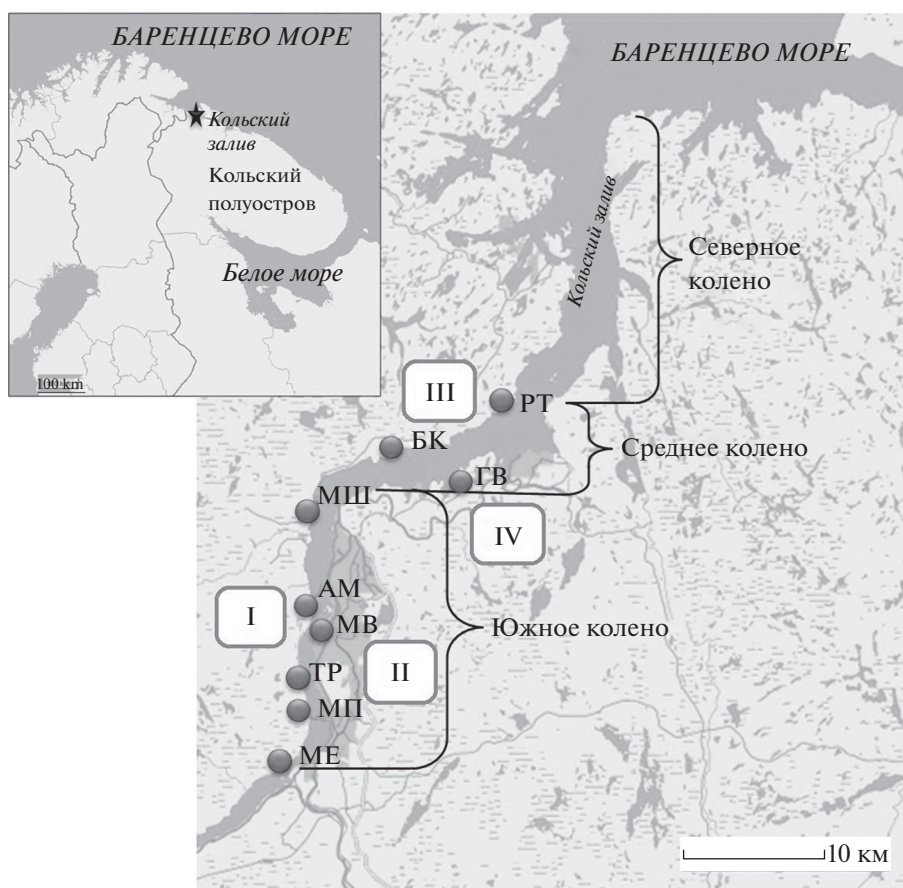 БАРЕНЦЕВО МОРЕ
Кольский
залив
Кольский
полуостров
Белое море
100 km
БАРЕНЦЕВО МОРЕ
Кольский залив
Северное
колено
III
РТ
БК
Среднее колено
ГВ
МШ
IV
АМ
I
МВ
Южное колено
ТР
II
МП
МЕ
10 км